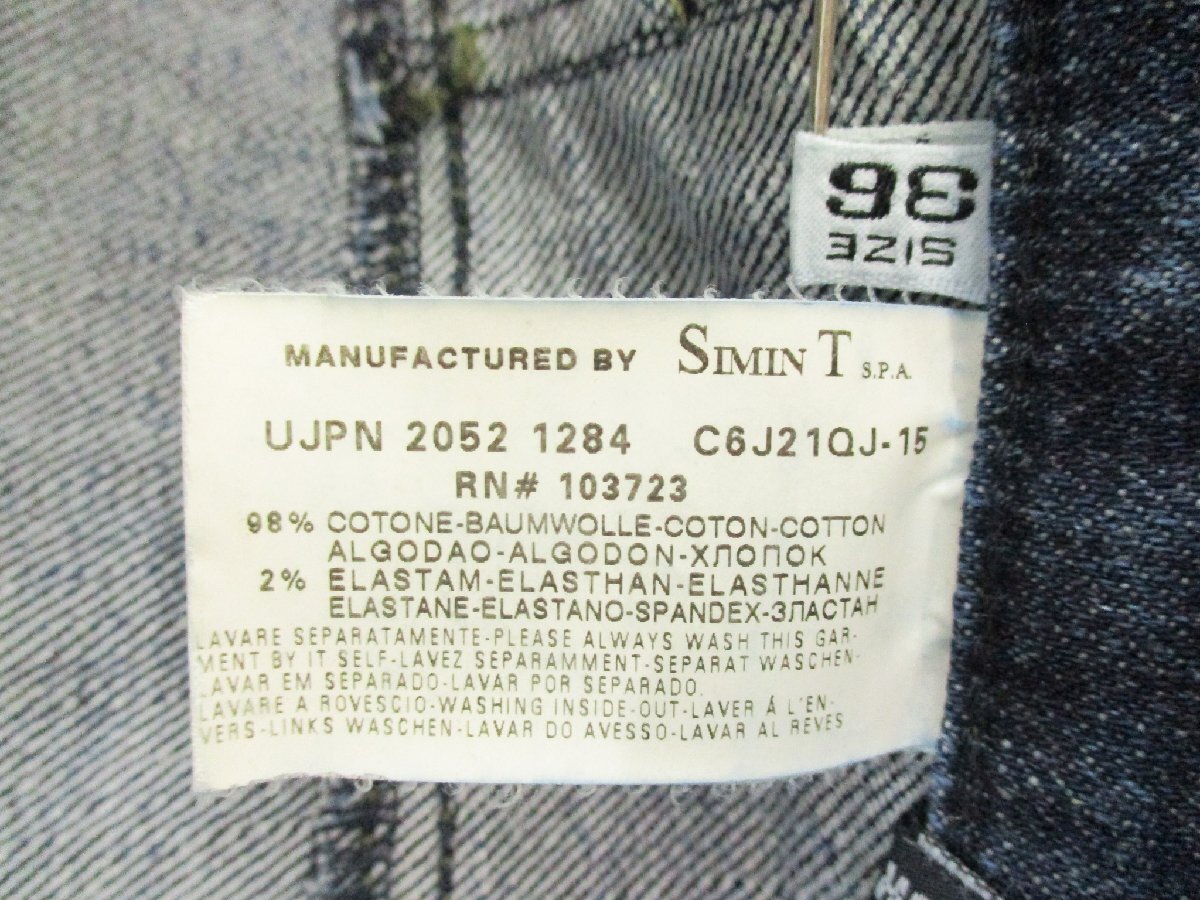 SIZE
36
MANUFACTURED BY SIMIN T S.P.A.
UJPN 2052 1284 C6J21QJ-15
RN# 103723
98% COTONE-BAUMWOLLE-COTON-COTTON
ALGODAO-ALGODON-ХЛОПОК
2% ELASTAM-ELASTHAN-ELASTHANNE
ELASTANE-ELASTANO-SPANDEX-ЭЛАСТАН
LAVARE SEPARATAMENTE-PLEASE ALWAYS WASH THIS GAR-
MENT BY IT SELF-LAVEZ SEPARAMMENT-SEPARAT WASCHEN-
LAVAR EM SEPARADO-LAVAR POR SEPARADO.
LAVARE A ROVESCIO-WASHING INSIDE-OUT-LAVER Á L'EN-
VERS-LINKS WASCHEN-LAVAR DO AVESSO-LAVAR AL REVES